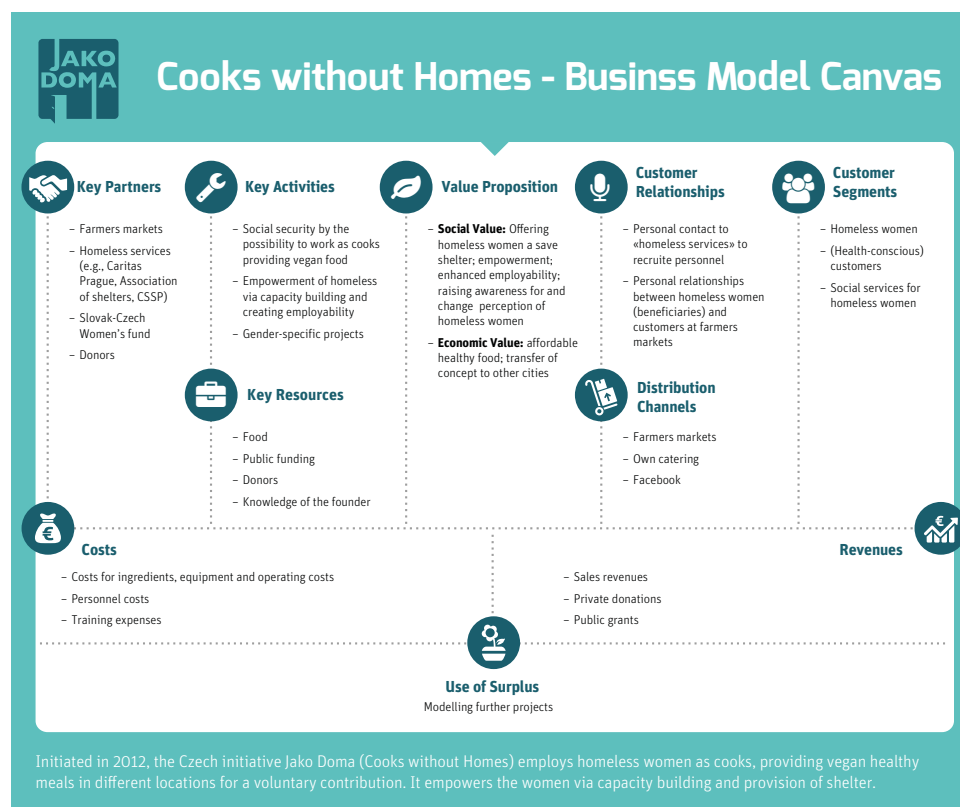 JAKO
DOMA
Cooks without Homes - Businss Model Canvas
Key Partners
– Farmers markets
– Homeless services
(e.g., Caritas
Prague, Association
of shelters, CSSP)
– Slovak-Czech
Women's fund
– Donors
Key Activities
– Social security by the
possibility to work as cooks
providing vegan food
– Empowerment of homeless
via capacity building and
creating employability
– Gender-specific projects
Key Resources
– Food
– Public funding
– Donors
– Knowledge of the founder
Value Proposition
– Social Value: Offering
homeless women a save
shelter; empowerment;
enhanced employability;
raising awareness for and
change perception of
homeless women
– Economic Value: affordable
healthy food; transfer of
concept to other cities
Customer
Relationships
– Personal contact to
«homeless services» to
recruite personnel
– Personal relationships
between homeless women
(beneficiaries) and
customers at farmers
markets
Distribution
Channels
– Farmers markets
– Own catering
– Facebook
Customer
Segments
– Homeless women
– (Health-conscious)
customers
– Social services for
homeless women
€
Costs
– Costs for ingredients, equipment and operating costs
– Personnel costs
– Training expenses
€
Revenues
– Sales revenues
– Private donations
– Public grants
Use of Surplus
Modelling further projects
Initiated in 2012, the Czech initiative Jako Doma (Cooks without Homes) employs homeless women as cooks, providing vegan healthy
meals in different locations for a voluntary contribution. It empowers the women via capacity building and provision of shelter.